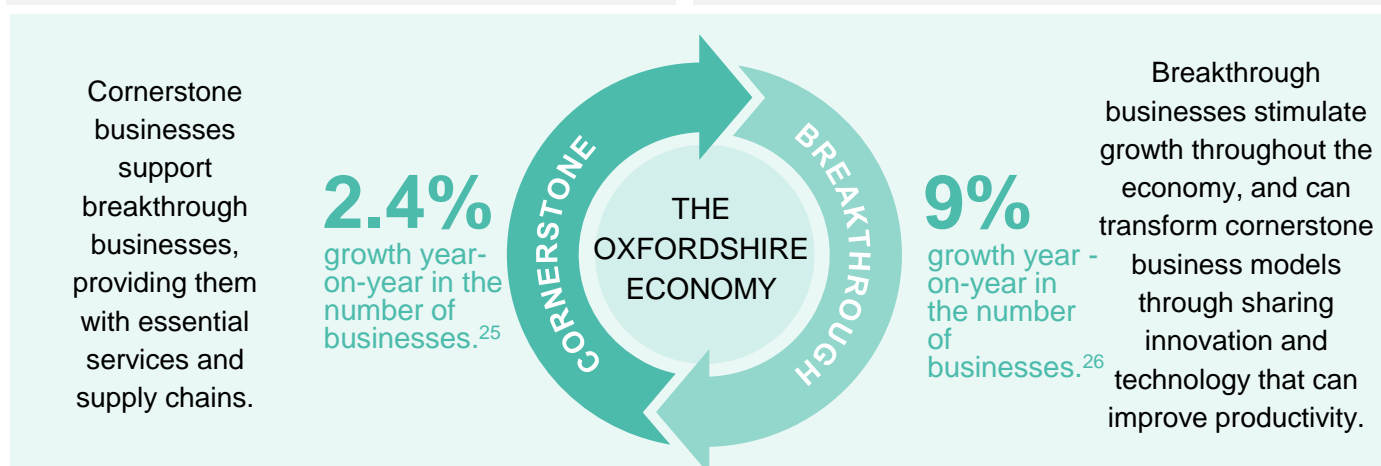 Cornerstone
businesses
support
breakthrough
businesses,
providing them
with essential
services and
supply chains.
2.4%
growth year-
on-year in the
number of
businesses.25
CORNERSTONE
THE
OXFORDSHIRE
ECONOMY
BREAKTHROUGH
9%
growth year -
on-year in
the number
of
businesses.26
Breakthrough
businesses stimulate
growth throughout the
economy, and can
transform cornerstone
business models
through sharing
innovation and
technology that can
improve productivity.